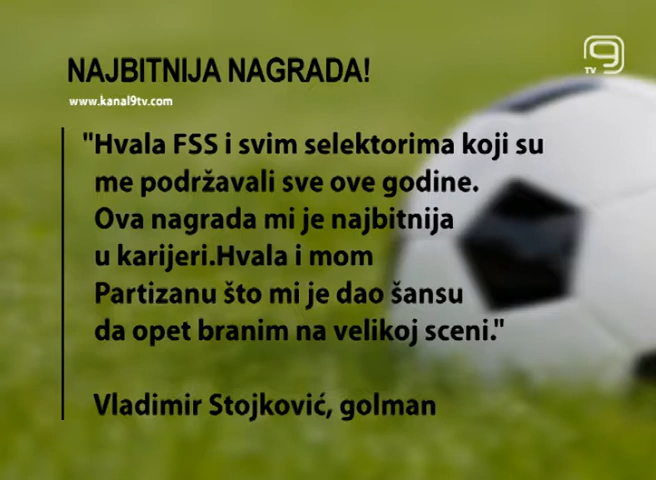 NAJBITNIJA NAGRADA!
www.kanal9tv.com
9
TV
"Hvala FSS i svim selektorima koji su
me podržavali sve ove godine.
Ova nagrada mi je najbitnija
u karijeri.Hvala i mom
Partizanu što mi je dao šansu
da opet branim na velikoj sceni."
Vladimir Stojković, golman